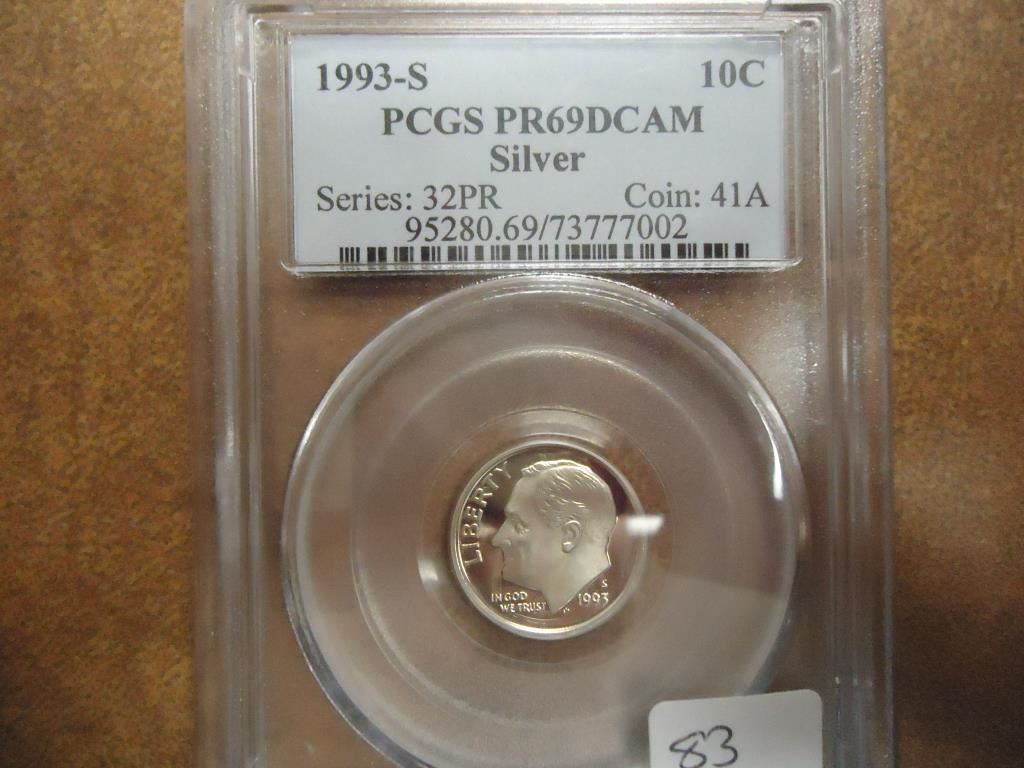 1993-S 10C
PCGS PR69DCAM
Silver
Series: 32PR Coin: 41A
95280.69/73777002
LIBERTY
IN GOD
WE TRUST
S
1993
83